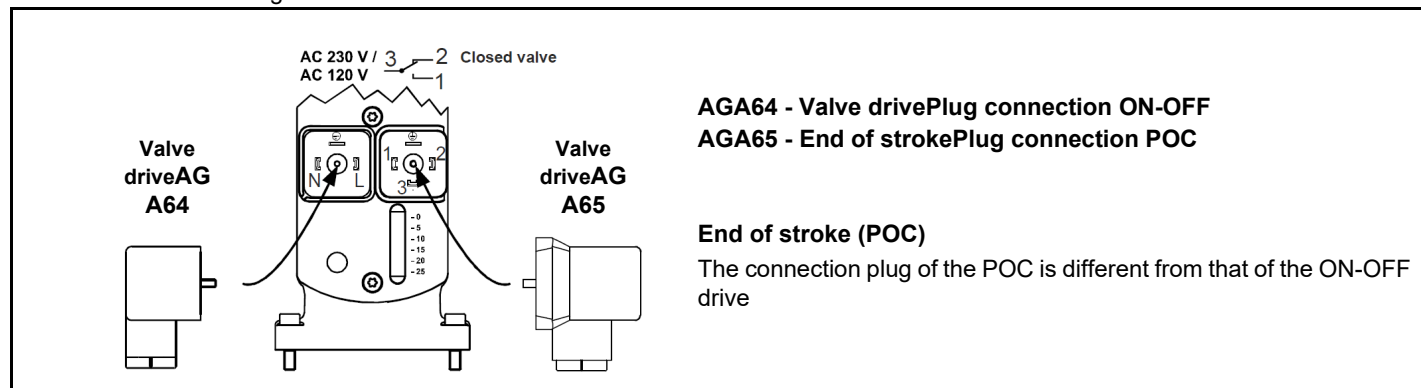 AC 230 V / 3 2 Closed valve
AC 120 V 1
Valve
driveAG
A64
N L
1 2
3
-0
-5
-10
-15
-20
-25
Valve
driveAG
A65
AGA64 - Valve drivePlug connection ON-OFF
AGA65 - End of strokePlug connection POC
End of stroke (POC)
The connection plug of the POC is different from that of the ON-OFF
drive